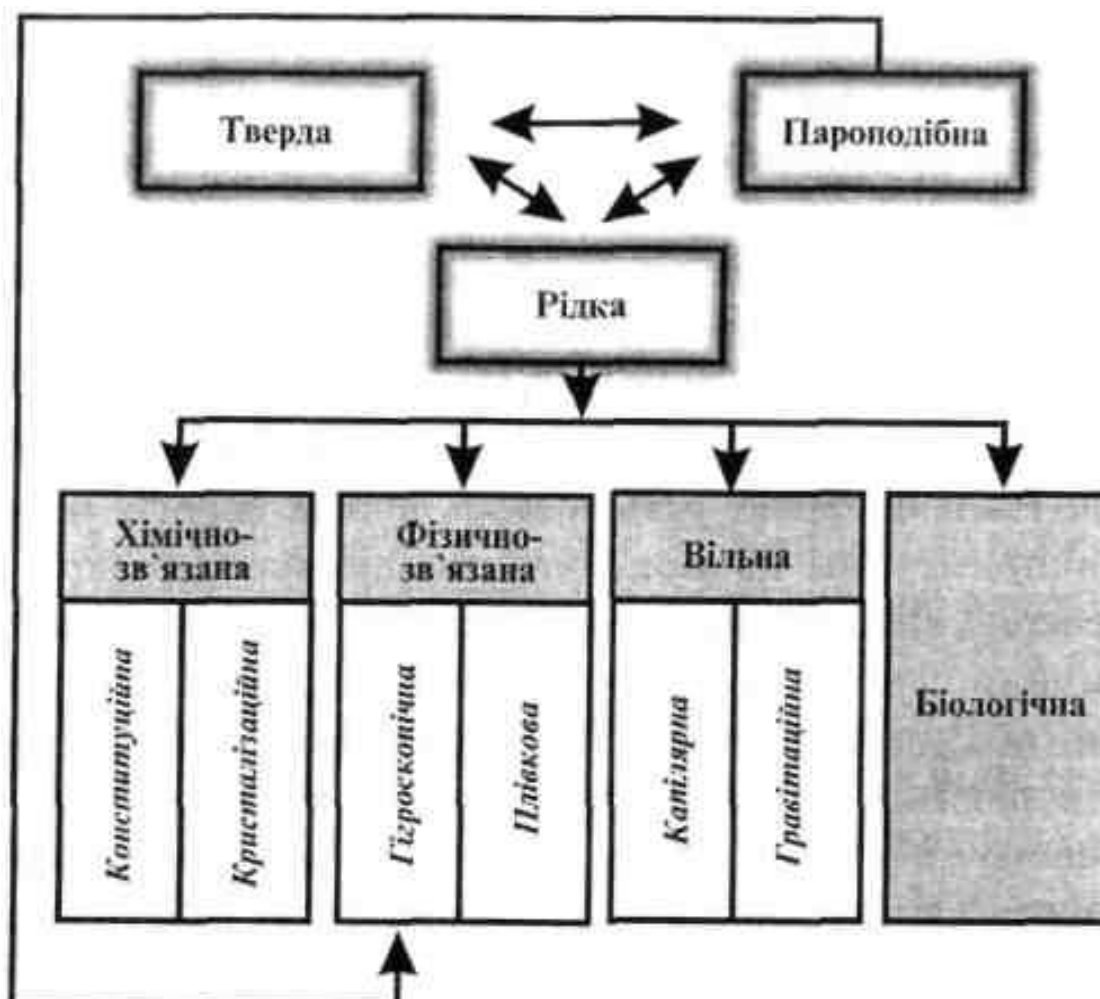 Тверда
Пароподібна
Рідка
Хімічно-
зв`язана
Фізично-
зв`язана
Вільна
Біологічна
Конституційна
Кристалізаційна
Гігроскопічна
Плівкова
Капілярна
Гравітаційна